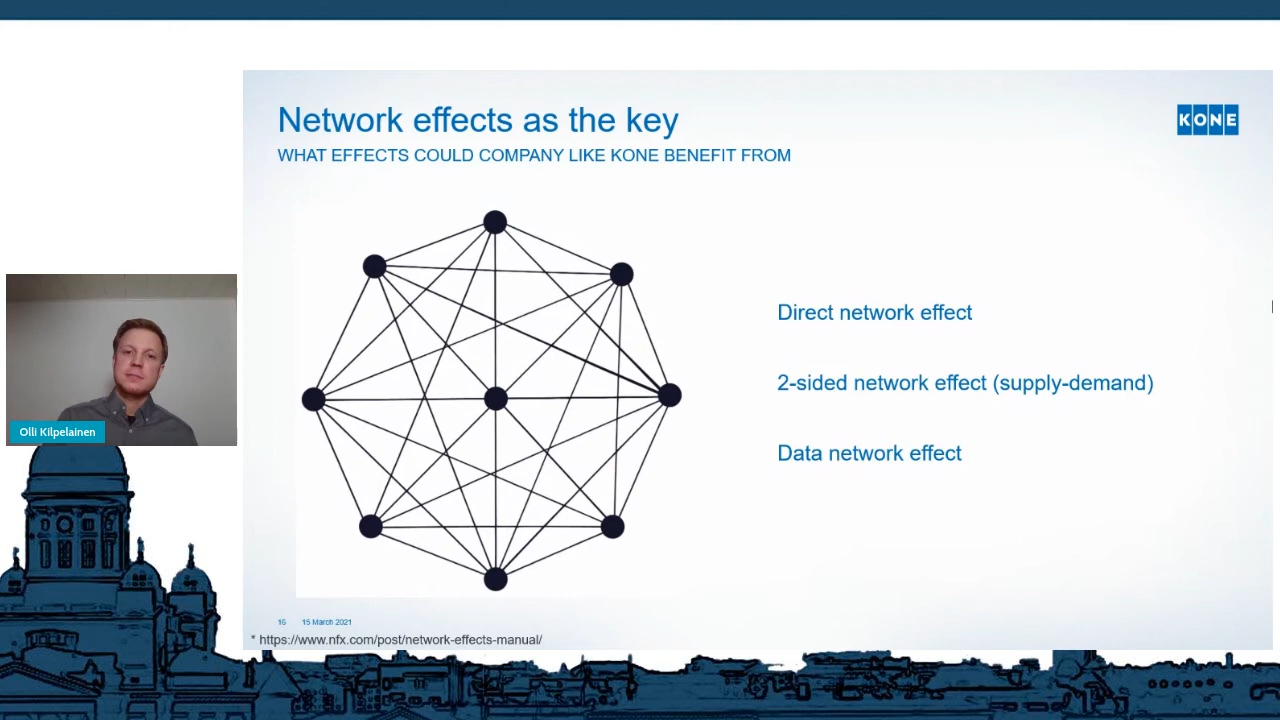 Network effects as the key
KONE
WHAT EFFECTS COULD COMPANY LIKE KONE BENEFIT FROM
Direct network effect
2-sided network effect (supply-demand)
Data network effect
Olli Kilpelainen
16 15 March 2021
* https://www.nfx.com/post/network-effects-manual/